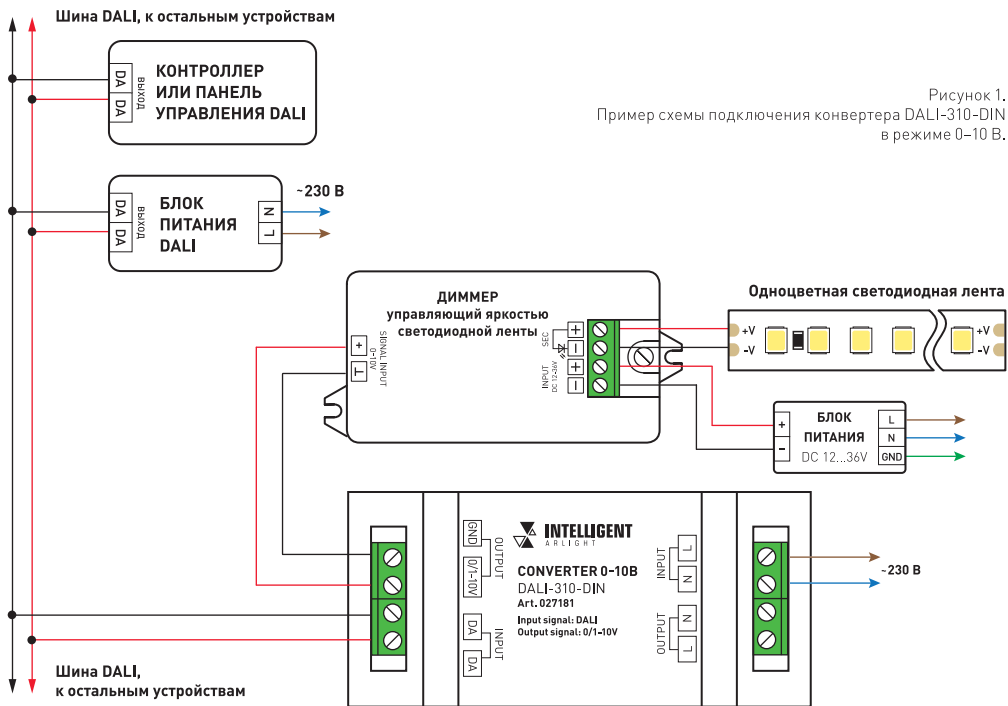 Шина DALI, к остальным устройствам
КОНТРОЛЛЕР
ИЛИ ПАНЕЛЬ
УПРАВЛЕНИЯ DALI
DA
DA
ВЫХОД
Рисунок 1.
Пример схемы подключения конвертера DALI-310-DIN
в режиме 0–10 В.
БЛОК
ПИТАНИЯ
DALI
DA
DA
ВЫХОД
N
L
~230 В
ДИММЕР
управляющий яркостью
светодиодной ленты
+
T
SIGNAL INPUT
0-10V
SEC
+
−
INPUT
DC 12-36V
+
−
Одноцветная светодиодная лента
+V
-V
+V
-V
БЛОК
ПИТАНИЯ
DC 12...36V
+
−
L
N
GND
INTELLIGENT
ARLIGHT
CONVERTER 0-10В
DALI-310-DIN
Art. 027181
Input signal: DALI
Output signal: 0/1-10V
GND
0/1-10V
OUTPUT
DA
DA
INPUT
INPUT
L
N
OUTPUT
N
L
~230 В
Шина DALI,
к остальным устройствам